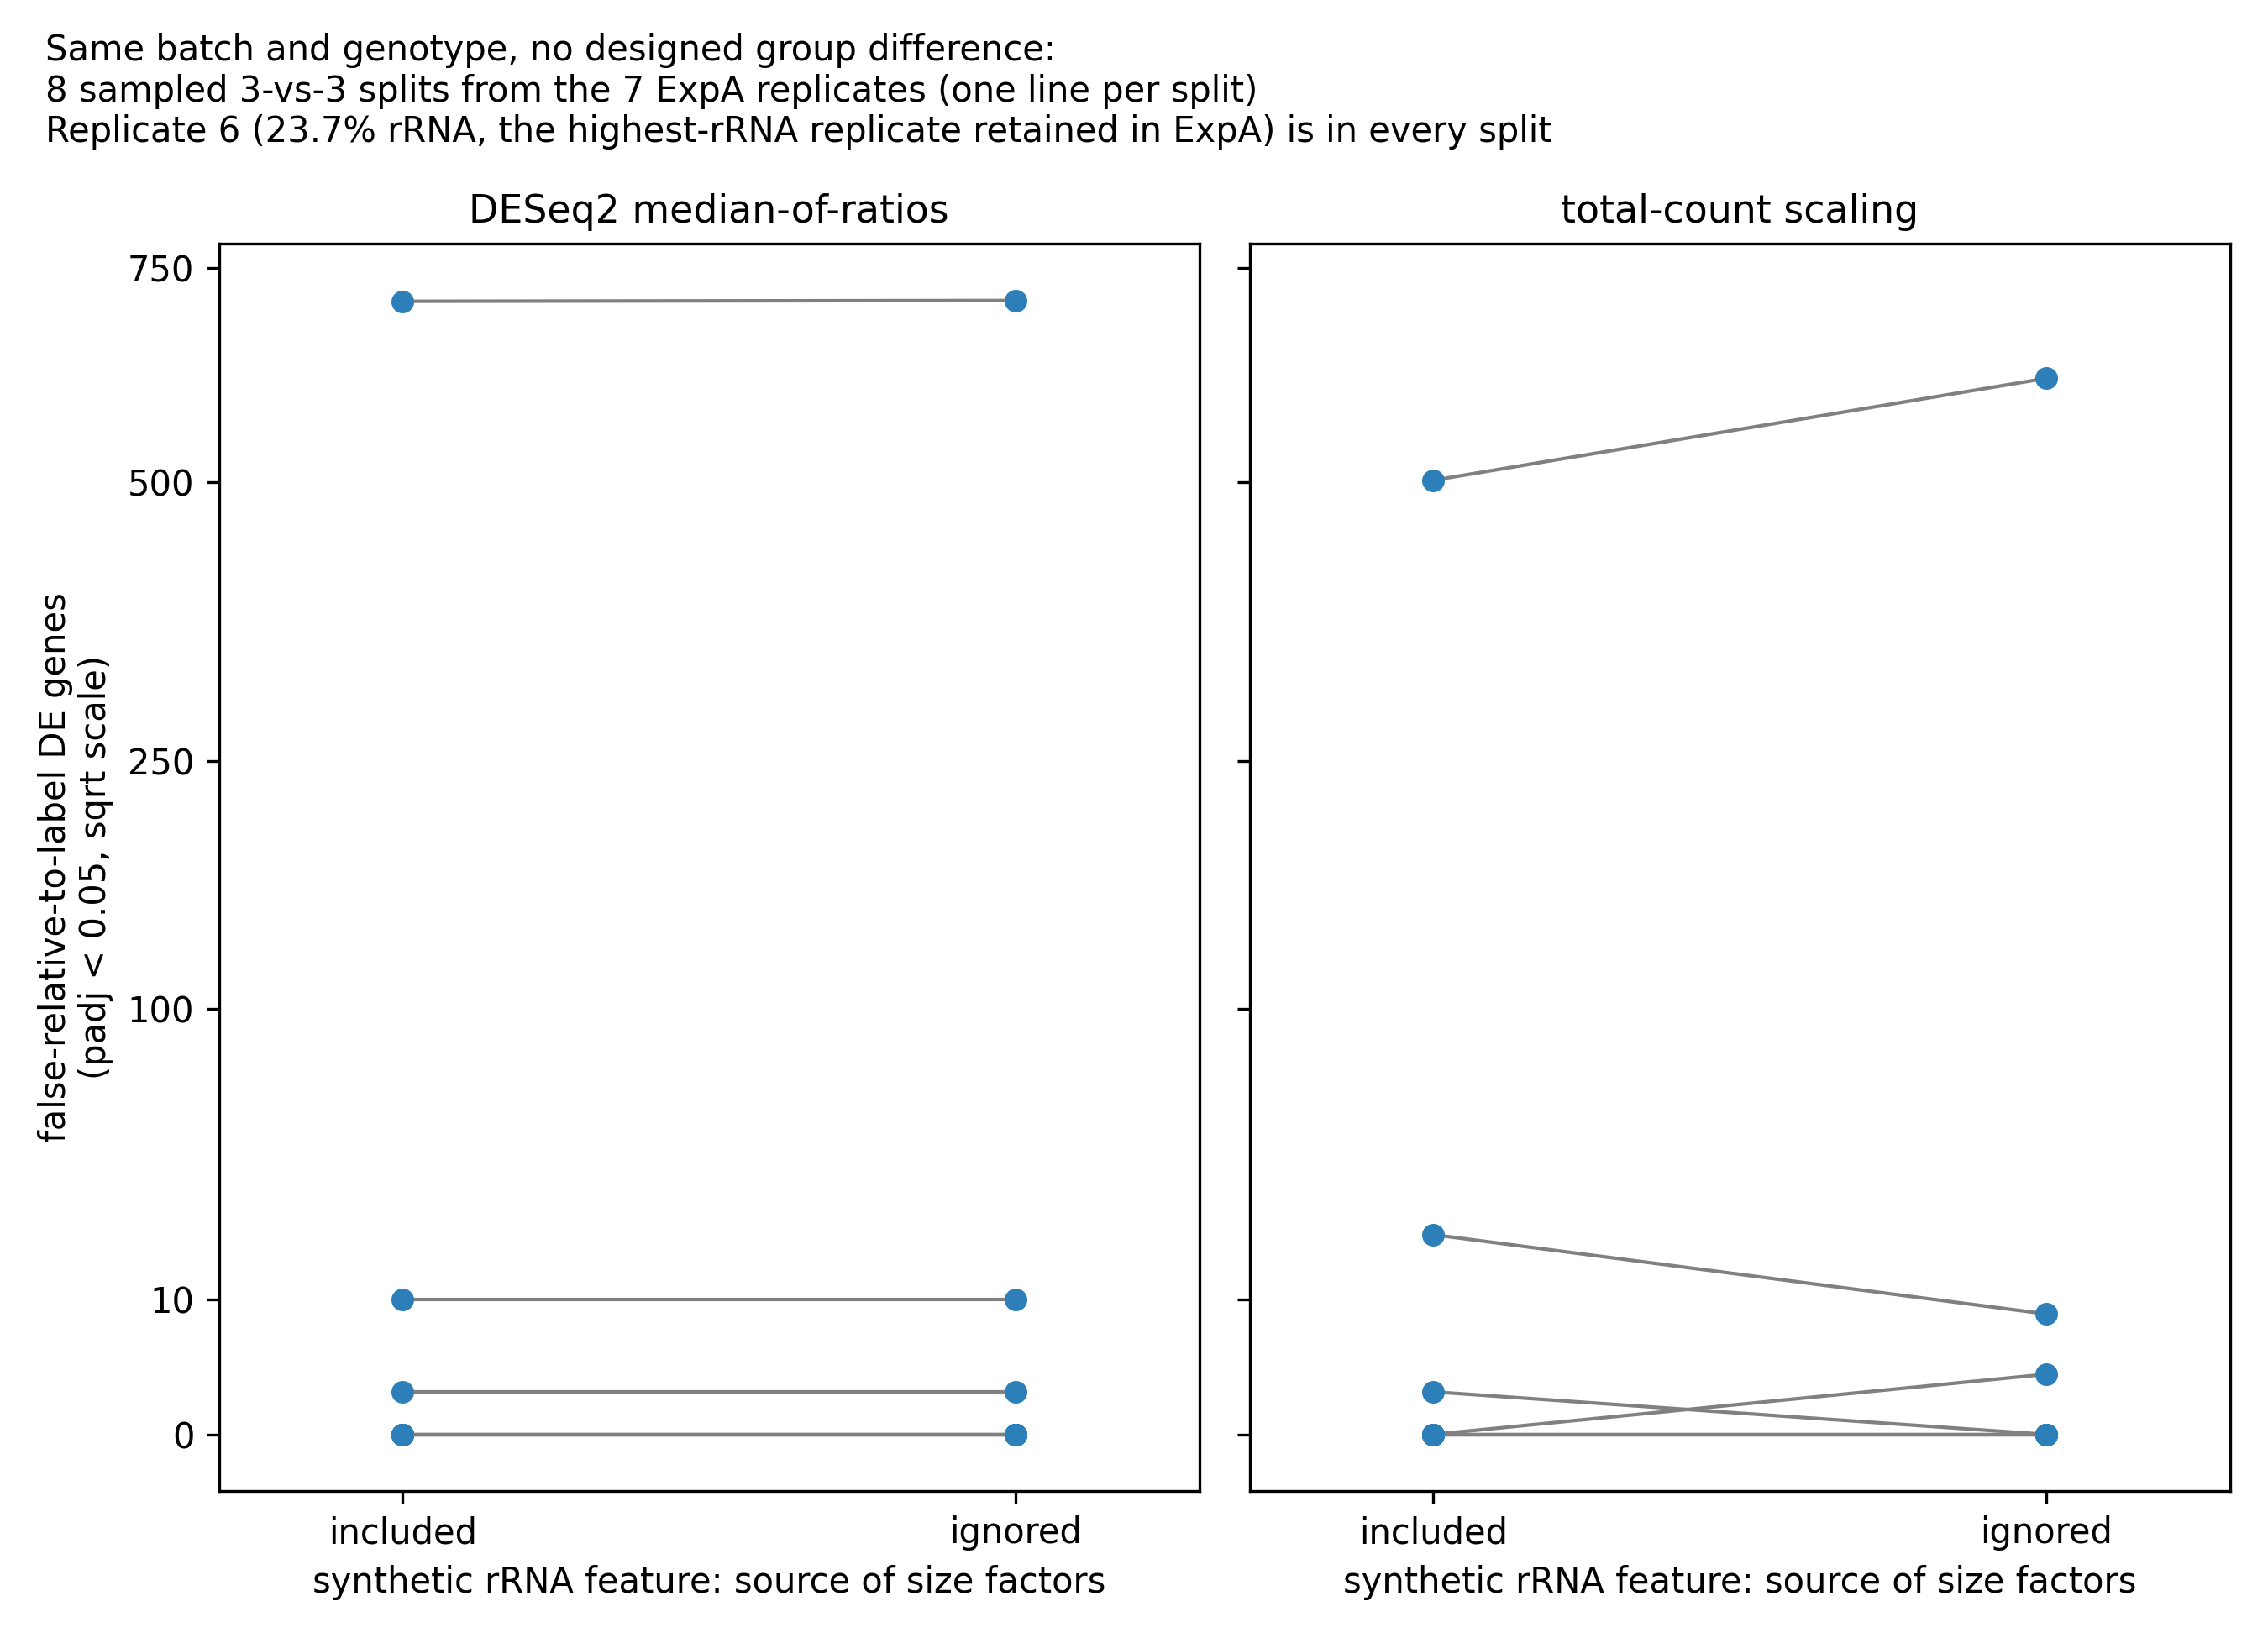 Same batch and genotype, no designed group difference:
8 sampled 3-vs-3 splits from the 7 ExpA replicates (one line per split)
Replicate 6 (23.7% rRNA, the highest-rRNA replicate retained in ExpA) is in every split
DESeq2 median-of-ratios
total-count scaling
false-relative-to-label DE genes
(padj < 0.05, sqrt scale)
750
500
250
100
10
0
included
ignored
included
ignored
synthetic rRNA feature: source of size factors
synthetic rRNA feature: source of size factors